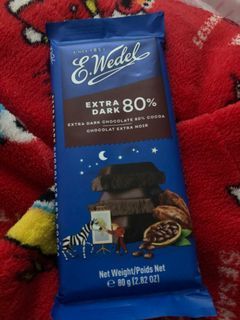 E. Wedel
EXTRA
DARK 80%
EXTRA DARK CHOCOLATE 80% COCOA
CHOCOLAT EXTRA NOIR
Net Weight/Poids Net
℮ 80 g (2.82 OZ)